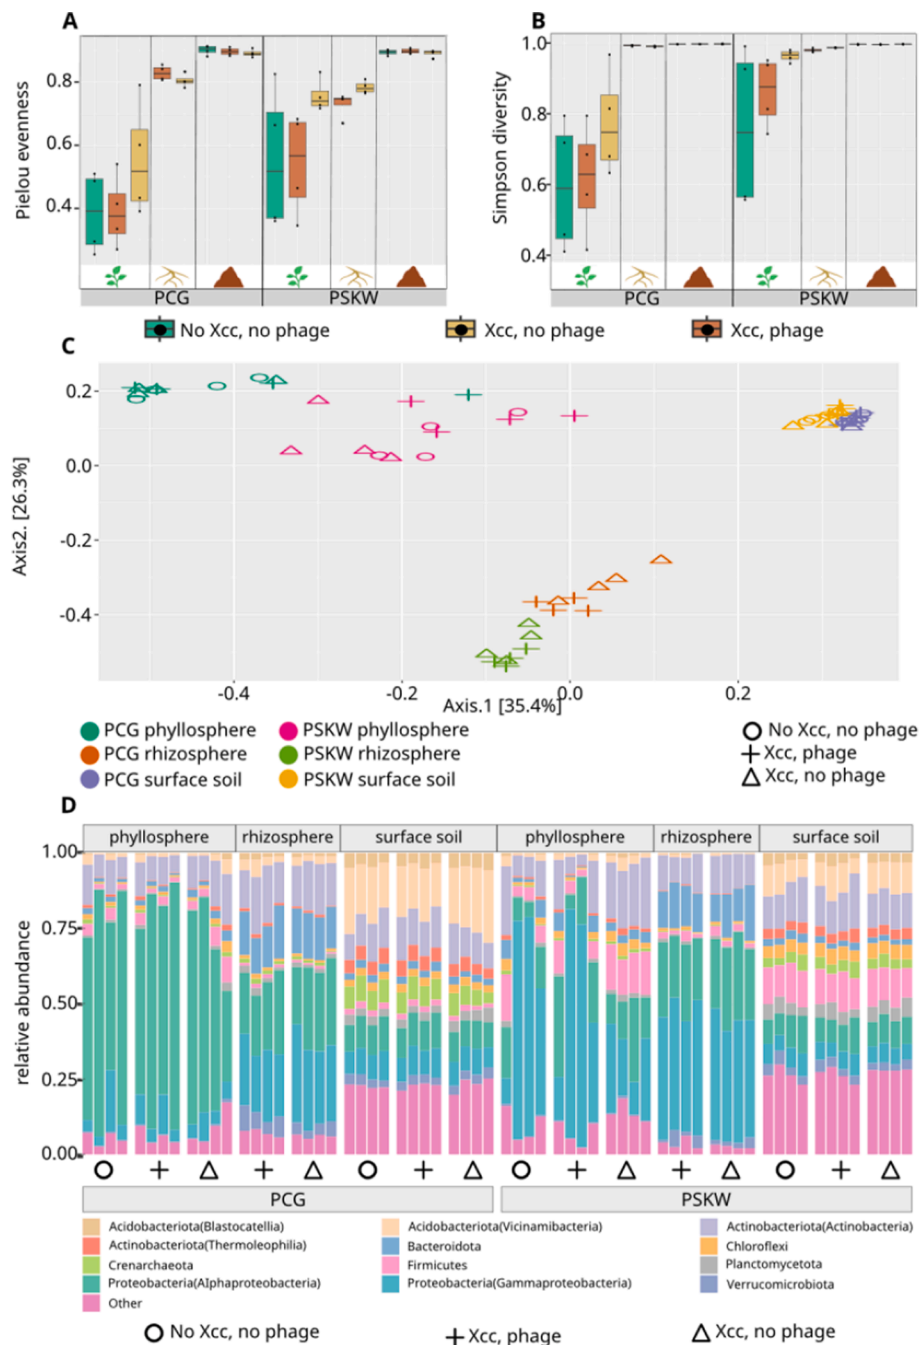 A
B
Pielou evenness
0.8
0.6
0.4
PCG
PSKW
Simpson diversity
1.0
0.8
0.6
0.4
PCG
PSKW
No Xcc, no phage
Xcc, no phage
Xcc, phage
C
Axis2. [26.3%]
0.2
0.0
-0.2
-0.4
-0.4
-0.2
0.0
0.2
Axis.1 [35.4%]
PCG phyllosphere
PSKW phyllosphere
No Xcc, no phage
PCG rhizosphere
PSKW rhizosphere
Xcc, phage
PCG surface soil
PSKW surface soil
Xcc, no phage
D
phyllosphere
rhizosphere
surface soil
phyllosphere
rhizosphere
surface soil
relative abundance
1.00
0.75
0.50
0.25
0.00
PCG
PSKW
Acidobacteriota(Blastocatellia)
Acidobacteriota(Vicinamibacteria)
Actinobacteriota(Actinobacteria)
Actinobacteriota(Thermoleophilia)
Bacteroidota
Chloroflexi
Crenarchaeota
Firmicutes
Planctomycetota
Proteobacteria(Alphaproteobacteria)
Proteobacteria(Gammaproteobacteria)
Verrucomicrobiota
Other
No Xcc, no phage
Xcc, phage
Xcc, no phage